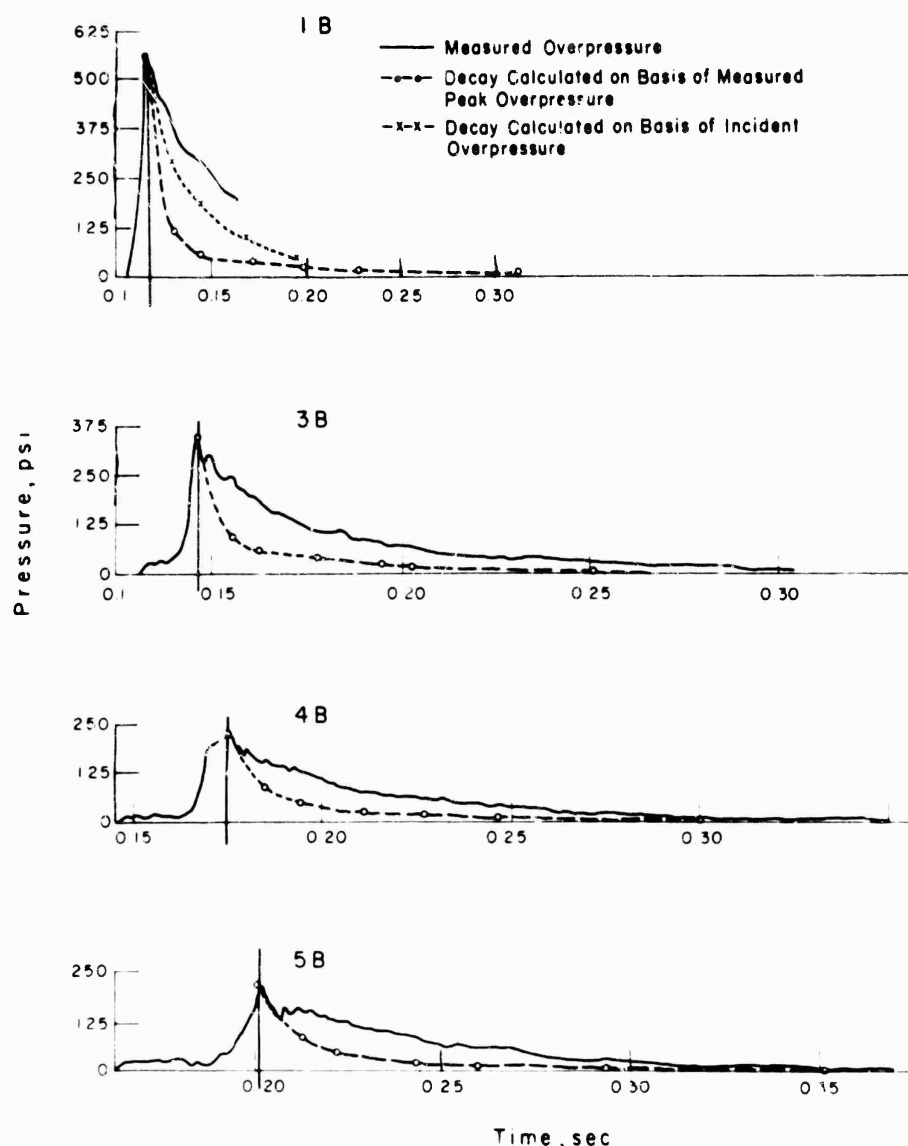 1 B
625
500
375
250
125
0
0.1 0.15 0.20 0.25 0.30
Measured Overpressure
Decay Calculated on Basis of Measured
Peak Overpressure
Decay Calculated on Basis of Incident
Overpressure
3 B
375
250
125
0
0.1 0.15 0.20 0.25 0.30
Pressure, psi
4 B
250
125
0
0.15 0.20 0.25 0.30
5 B
250
125
0
0.20 0.25 0.30 0.15
Time, sec